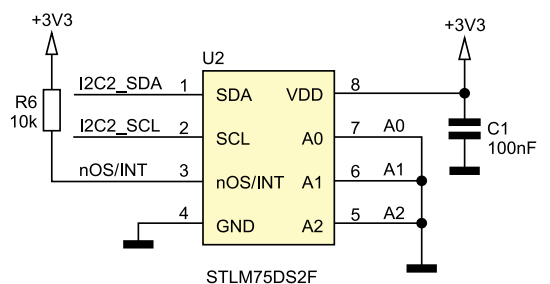 +3V3
+3V3
U2
I2C2_SDA 1 SDA VDD 8
R6
10k
I2C2_SCL 2 SCL A0 7 A0
C1
100nF
nOS/INT 3 nOS/INT A1 6 A1
4 GND A2 5 A2
STLM75DS2F